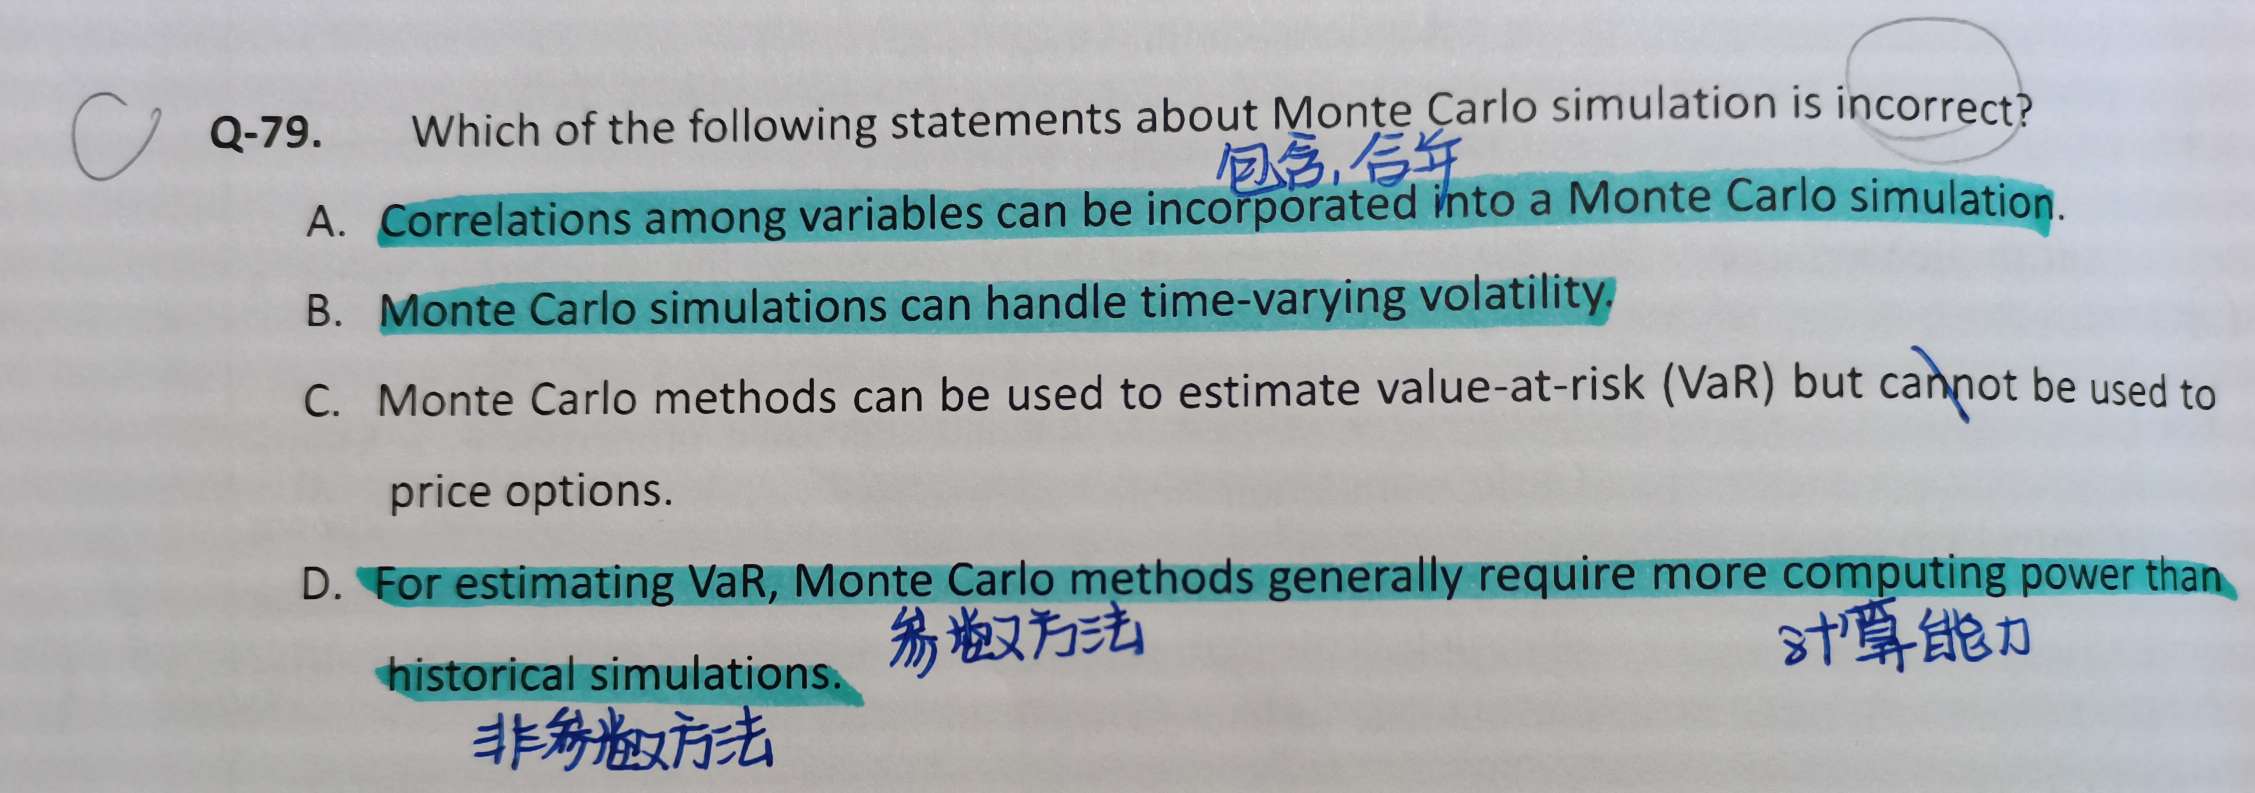 Q-79. Which of the following statements about Monte Carlo simulation is incorrect?
包含,合年
A. Correlations among variables can be incorporated into a Monte Carlo simulation.
B. Monte Carlo simulations can handle time-varying volatility.
C. Monte Carlo methods can be used to estimate value-at-risk (VaR) but cannot be used to
price options.
D. For estimating VaR, Monte Carlo methods generally require more computing power than
参数方法 计算能力
historical simulations.
非参数方法